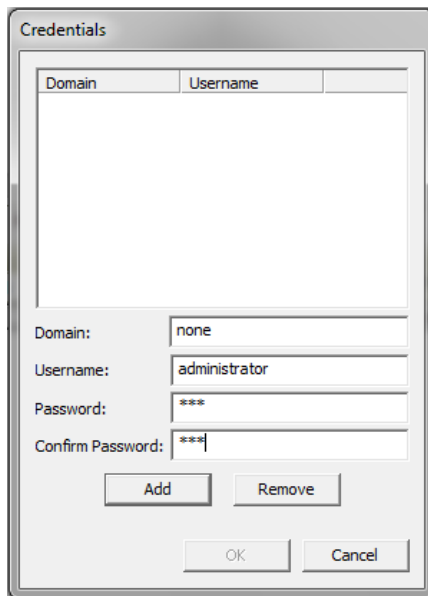 Credentials
Domain Username
Domain: none
Username: administrator
Password: ***
Confirm Password: ***
Add Remove
OK Cancel